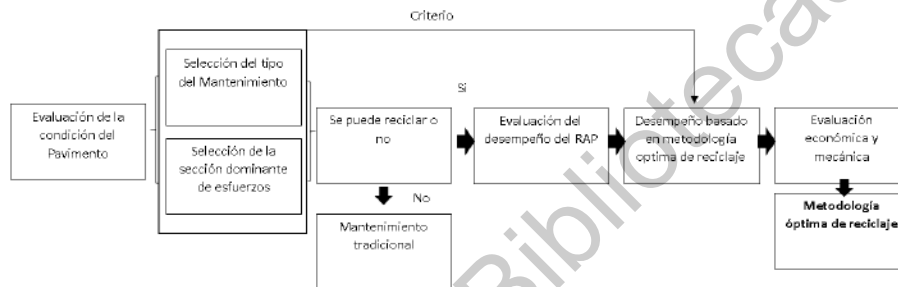 Criterio
Selección del tipo
del Mantenimiento
Si
Evaluación de la
condición del
Pavimento
Selección de la
sección dominante
de esfuerzos
Se puede reciclar o
no
Evaluación del
desempeño del RAP
Desempeño basado
en metodología
optima de reciclaje
Evaluación
económica y
mecánica
No
Mantenimiento
tradicional
Metodología
óptima de reciclaje
Biblioteca